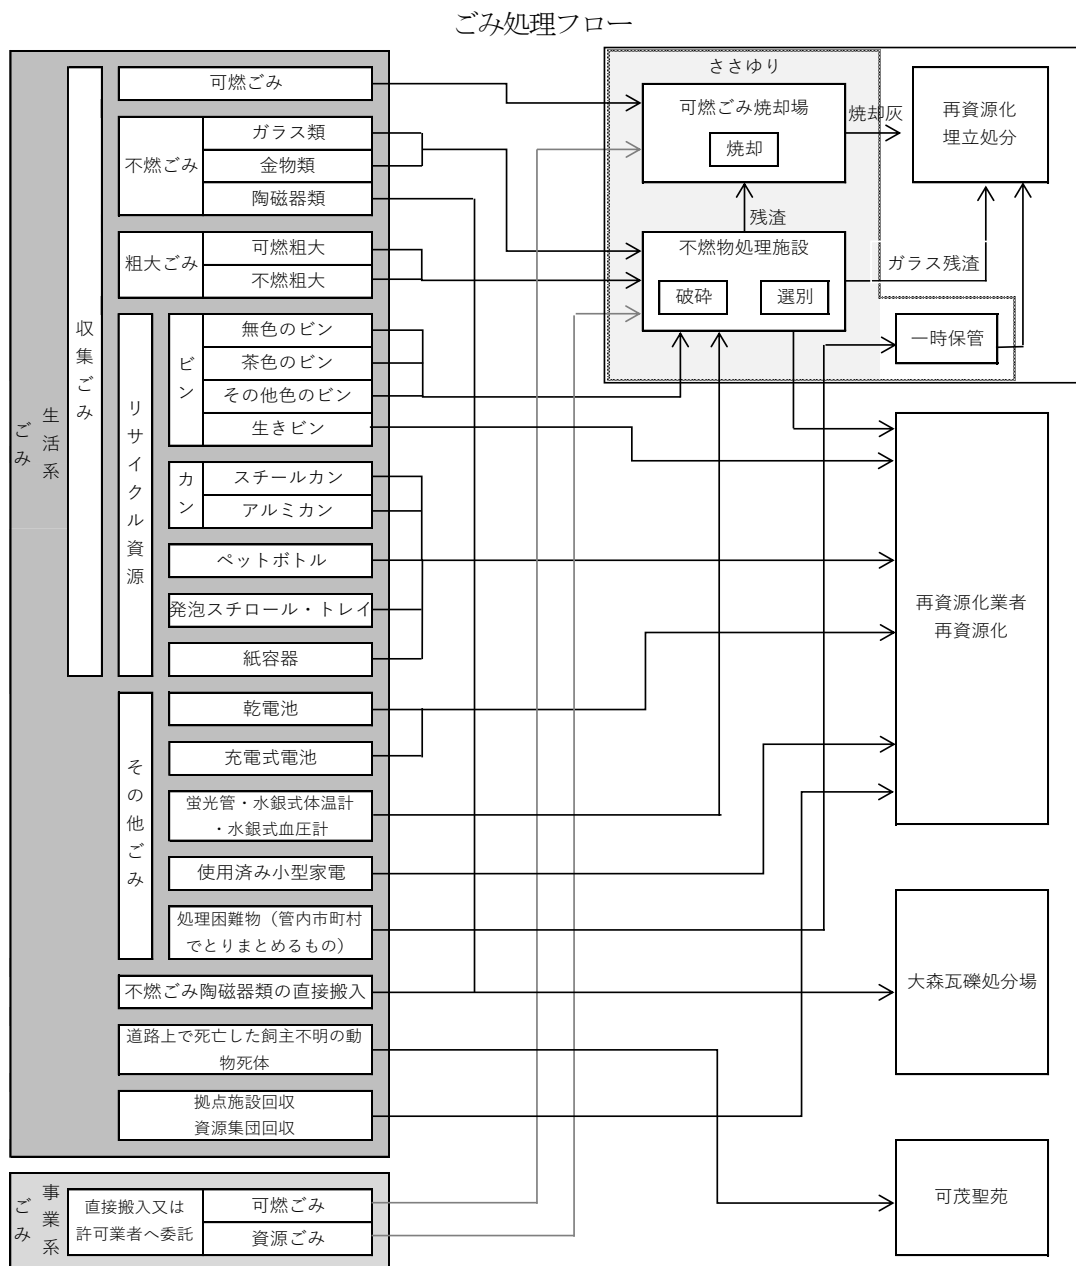 ごみ処理フロー
生活系
ごみ
収集ごみ
可燃ごみ
不燃ごみ
ガラス類
金物類
陶磁器類
粗大ごみ
可燃粗大
不燃粗大
リサイクル資源
ビン
無色のビン
茶色のビン
その他色のビン
生きビン
カン
スチールカン
アルミカン
ペットボトル
発泡スチロール・トレイ
紙容器
その他ごみ
乾電池
充電式電池
蛍光管・水銀式体温計
・水銀式血圧計
使用済み小型家電
処理困難物（管内市町村
でとりまとめるもの）
不燃ごみ陶磁器類の直接搬入
道路上で死亡した飼主不明の動
物死体
拠点施設回収
資源集団回収
事業系
ごみ
直接搬入又は
許可業者へ委託
可燃ごみ
資源ごみ
ささゆり
可燃ごみ焼却場
焼却
焼却灰
再資源化
埋立処分
残渣
不燃物処理施設
破砕
選別
ガラス残渣
一時保管
再資源化業者
再資源化
大森瓦礫処分場
可茂聖苑